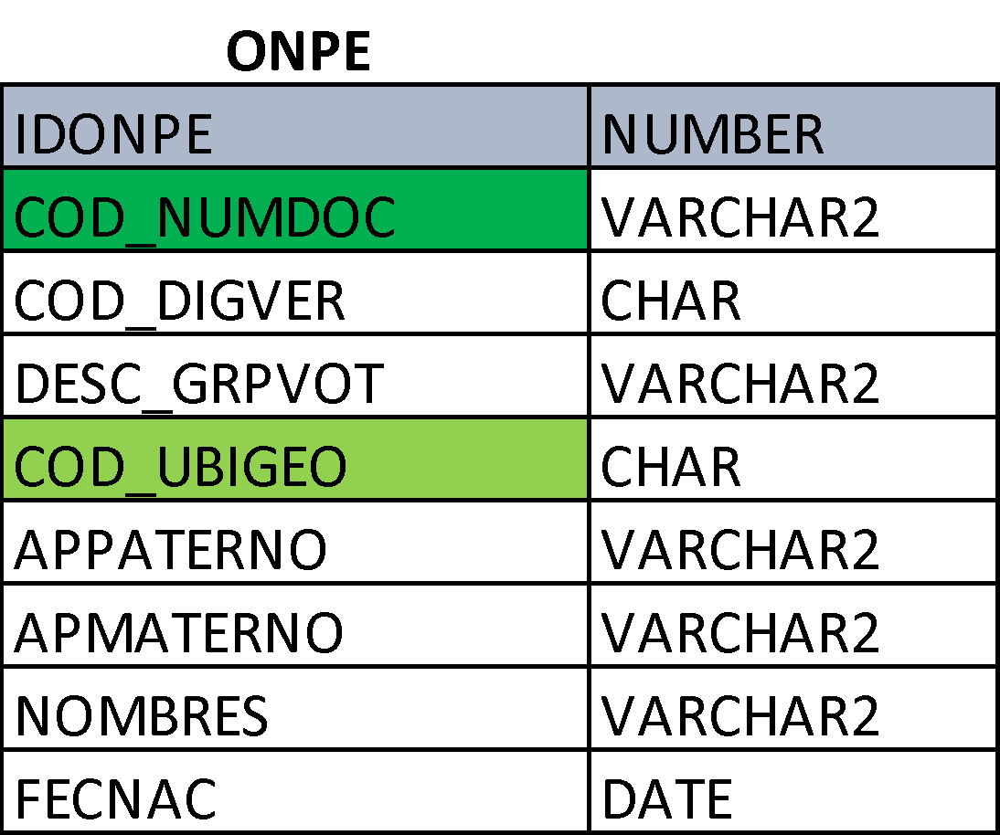 ONPE
IDONPE NUMBER
COD_NUMDOC VARCHAR2
COD_DIGVER CHAR
DESC_GRPVOT VARCHAR2
COD_UBIGEO CHAR
APPATERNO VARCHAR2
APMATERNO VARCHAR2
NOMBRES VARCHAR2
FECNAC DATE